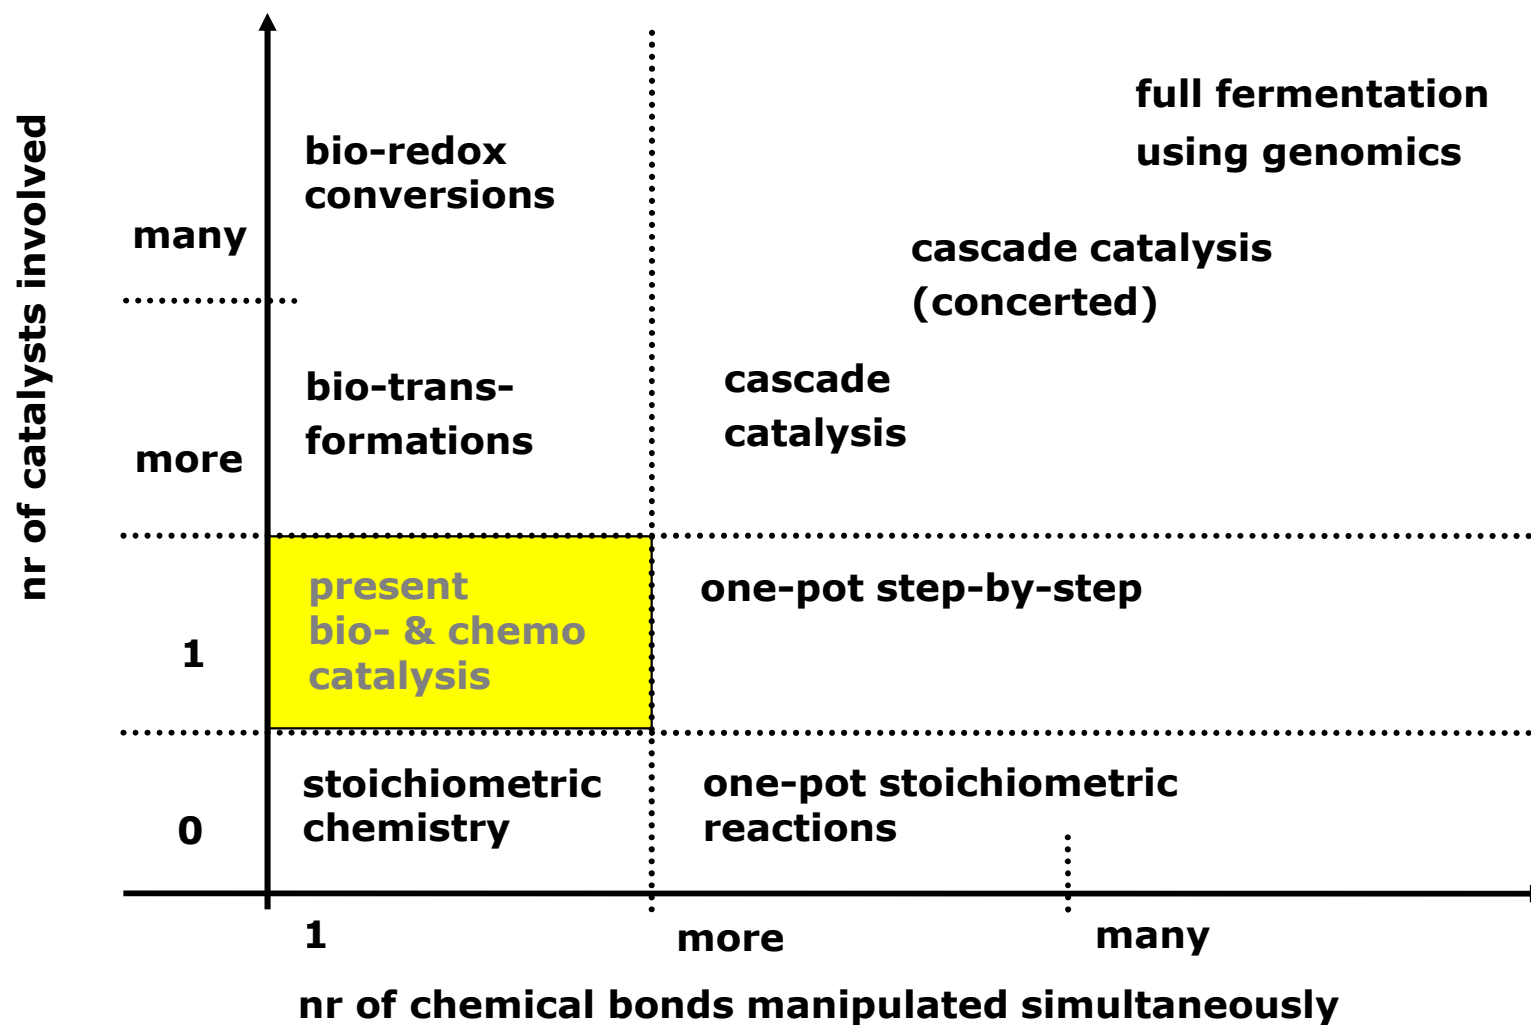 nr of catalysts involved
full fermentation
using genomics
bio-redox
conversions
many
cascade catalysis
(concerted)
bio-trans-
formations
cascade
catalysis
more
present
bio- & chemo
catalysis
one-pot step-by-step
1
stoichiometric
chemistry
one-pot stoichiometric
reactions
0
1
more
many
nr of chemical bonds manipulated simultaneously